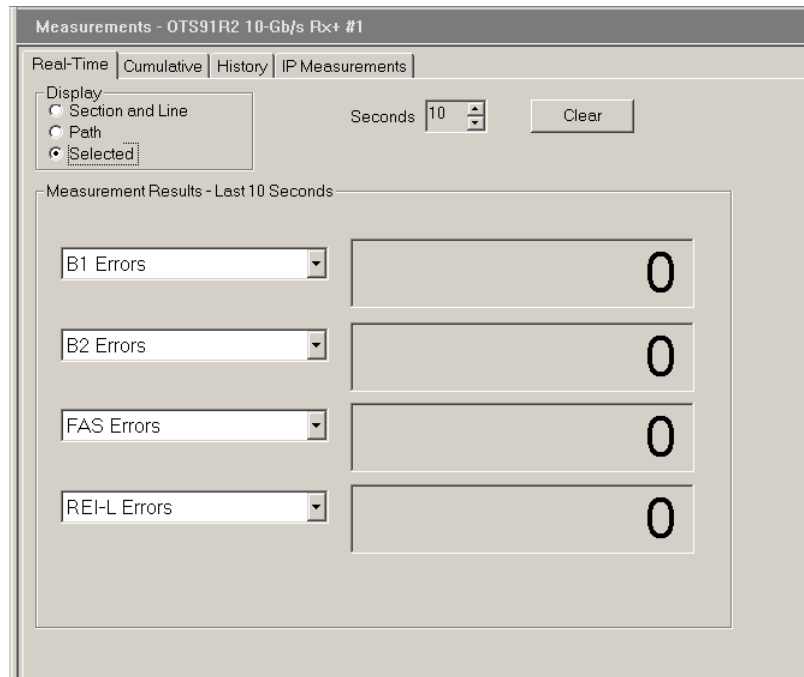 Measurements - OTS91R2 10-Gb/s Rx+ #1
Real-Time Cumulative History IP Measurements
Display
Section and Line
Path
Selected
Seconds 10 Clear
Measurement Results - Last 10 Seconds
B1 Errors 0
B2 Errors 0
FAS Errors 0
REI-L Errors 0